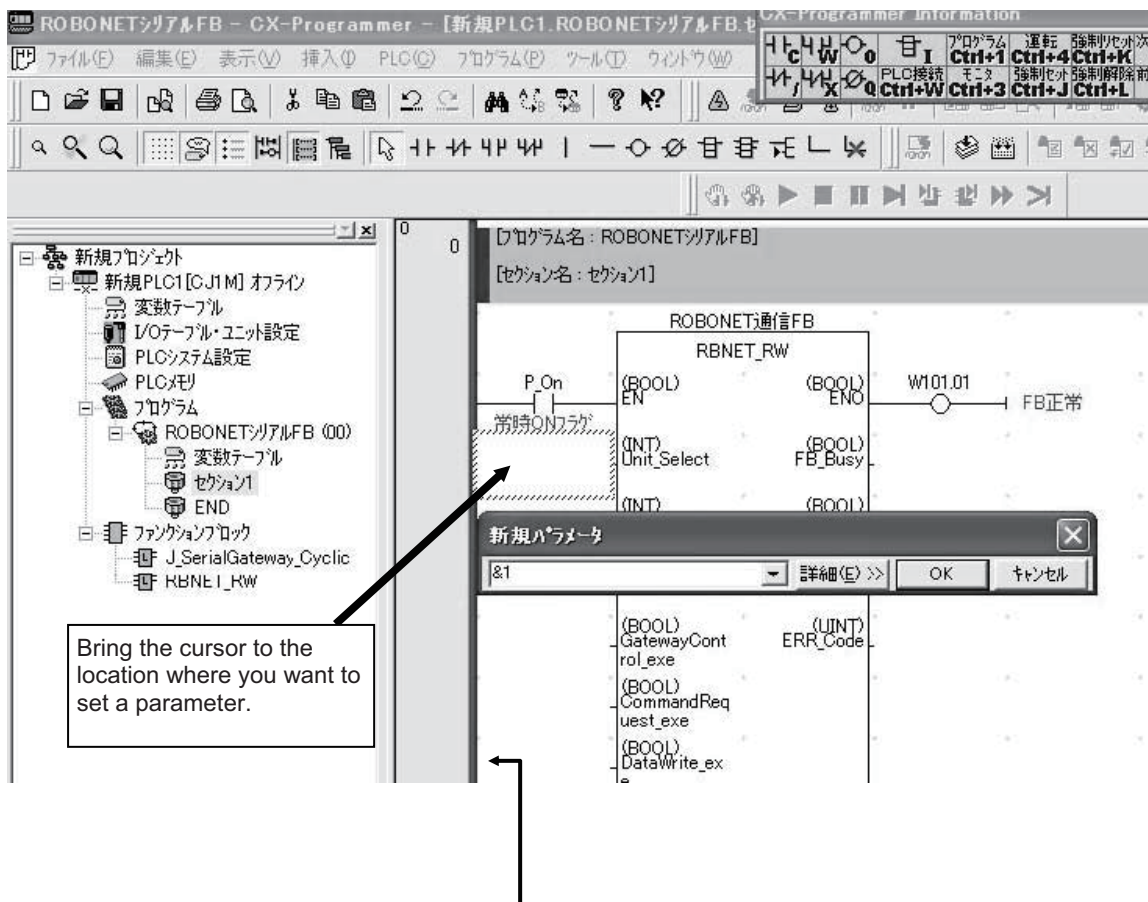 ROBONETシリアルFB - CX-Programmer - [新規PLC1.ROBONETシリアルFB.セ
CX-Programmer Information
ファイル(F) 編集(E) 表示(V) 挿入(I) PLC(C) プログラム(P) ツール(T) ウィンドウ(W)
C W O I プログラム 運転 強制リセット 次
Ctrl+1 Ctrl+4 Ctrl+K
/ X Q PLC接続 モニタ 強制セット 強制解除 前
Ctrl+W Ctrl+3 Ctrl+J Ctrl+L
新規プロジェクト
新規PLC1[CJ1M] オフライン
変数テーブル
I/Oテーブル・ユニット設定
PLCシステム設定
PLCメモリ
プログラム
ROBONETシリアルFB (00)
変数テーブル
セクション1
END
ファンクションブロック
J_SerialGateway_Cyclic
RBNET_RW
0
0
[プログラム名 : ROBONETシリアルFB]
[セクション名 : セクション1]
ROBONET通信FB
RBNET_RW
P_On
常時ONフラグ
(BOOL)
EN
(BOOL)
ENO
W101.01
FB正常
(INT)
Unit_Select
(BOOL)
FB_Busy
(INT)
(BOOL)
新規パラメータ
&1
詳細(E) >>
OK
キャンセル
(BOOL)
GatewayCont
rol_exe
(UINT)
ERR_Code
(BOOL)
CommandReq
uest_exe
(BOOL)
DataWrite_ex
e
Bring the cursor to the
location where you want to
set a parameter.